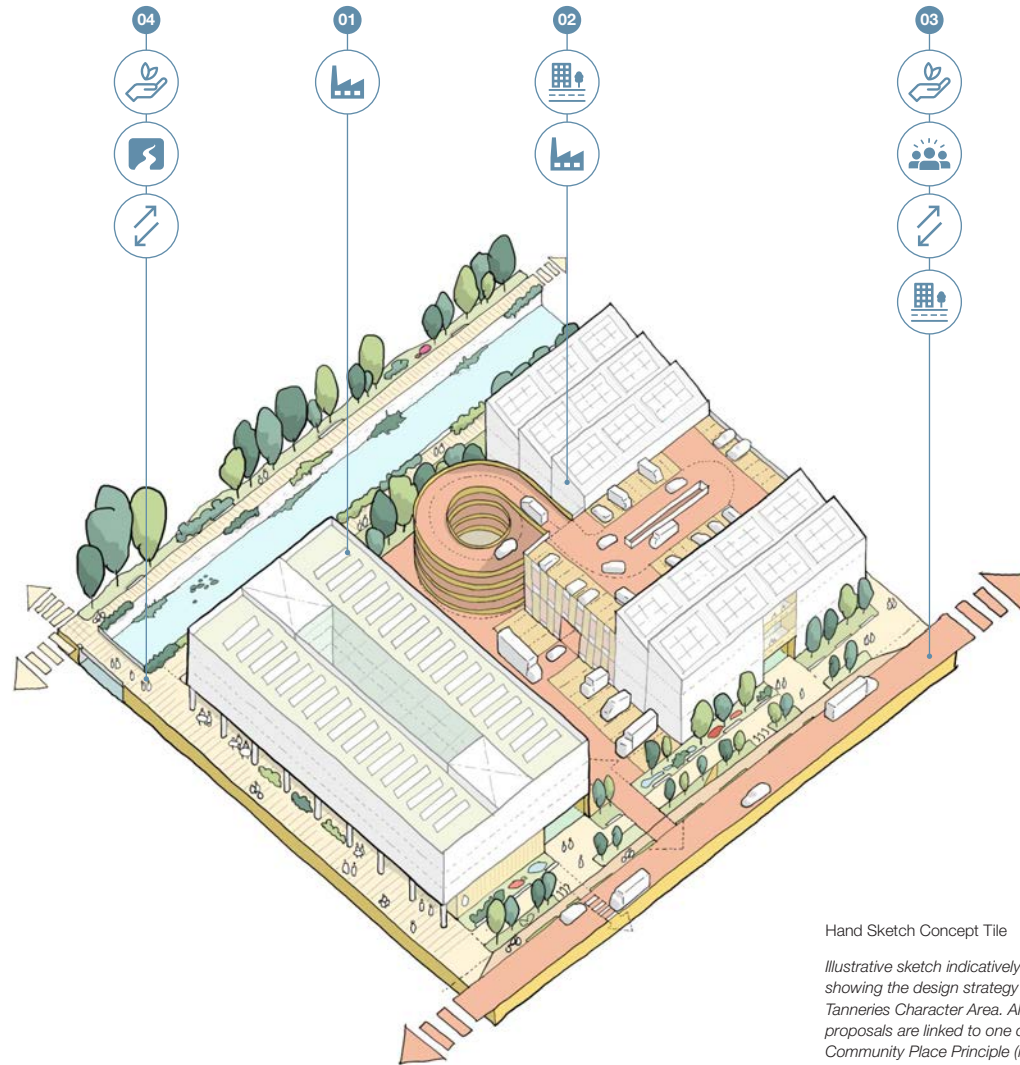 04
01
02
03
Hand Sketch Concept Tile
Illustrative sketch indicatively
showing the design strategy
Tanneries Character Area. 
proposals are linked to one
Community Place Principle